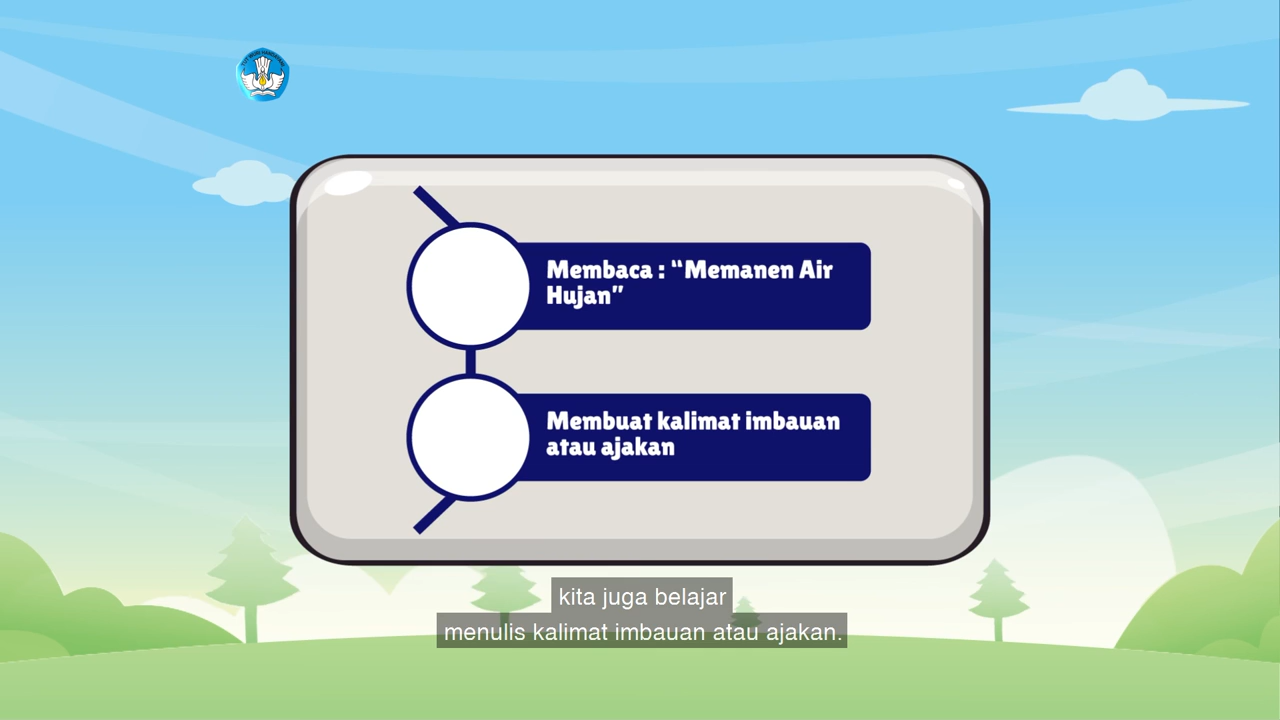 Membaca : “Memanen Air
Hujan”
Membuat kalimat imbauan
atau ajakan
kita juga belajar
menulis kalimat imbauan atau ajakan.